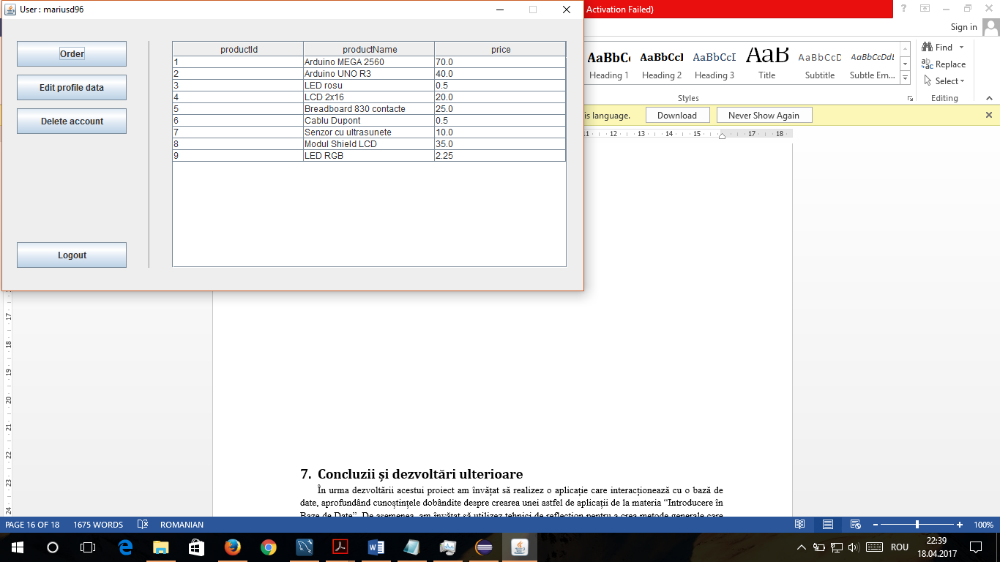 User : mariusd96
Activation Failed)
Sign in
Order
Edit profile data
Delete account
Logout
productId productName price
1 Arduino MEGA 2560 70.0
2 Arduino UNO R3 40.0
3 LED rosu 0.5
4 LCD 2x16 20.0
5 Breadboard 830 contacte 25.0
6 Cablu Dupont 0.5
7 Senzor cu ultrasunete 10.0
8 Modul Shield LCD 35.0
9 LED RGB 2.25
AaBbC AaBbCcI AaBbCcD AaB AaBbCcD AaBbCcDdE
Heading 1 Heading 2 Heading 3 Title Subtitle Subtle Em...
Styles
Find
Replace
Select
Editing
is language. Download Never Show Again
11 12 13 14 15 17 18
17
18
19
20
21
22
23
24
7. Concluzii și dezvoltări ulterioare
În urma dezvoltării acestui proiect am învățat să realizez o aplicație care interacționează cu o bază de
date, aprofundând cunoștințele dobândite despre crearea unei astfel de aplicații de la materia “Introducere în
Baze de Date”. De asemenea, am învățat să utilizez tehnici de reflection pentru a crea metode generale care
PAGE 16 OF 18 1675 WORDS ROMANIAN 100%
ROU
22:39
18.04.2017